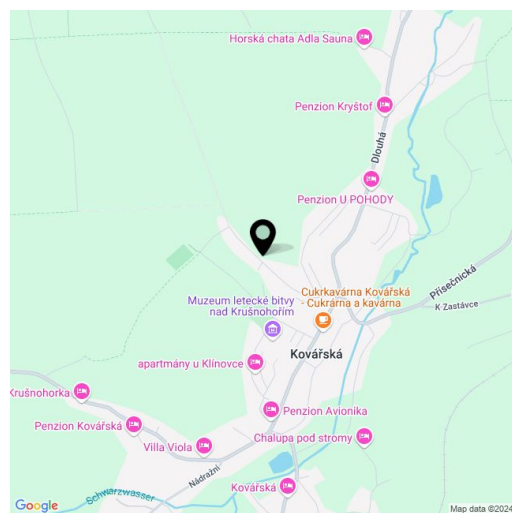 Horská chata Adla Sauna
Penzion Kryštof
Dlouhá
Penzion U POHODY
Přísečnická
K Zastávce
Cukrkavárna Kovářská
- Cukrárna a kavárna
Muzeum letecké bitvy
nad Krušnohořím
Kovářská
apartmány u Klínovce
Krušnohorka
Penzion Avionika
Penzion Kovářská
Chalupa pod stromy
Villa Viola
Nádražní
Kovářská
Schwarzwasser
Google
Map data ©2024